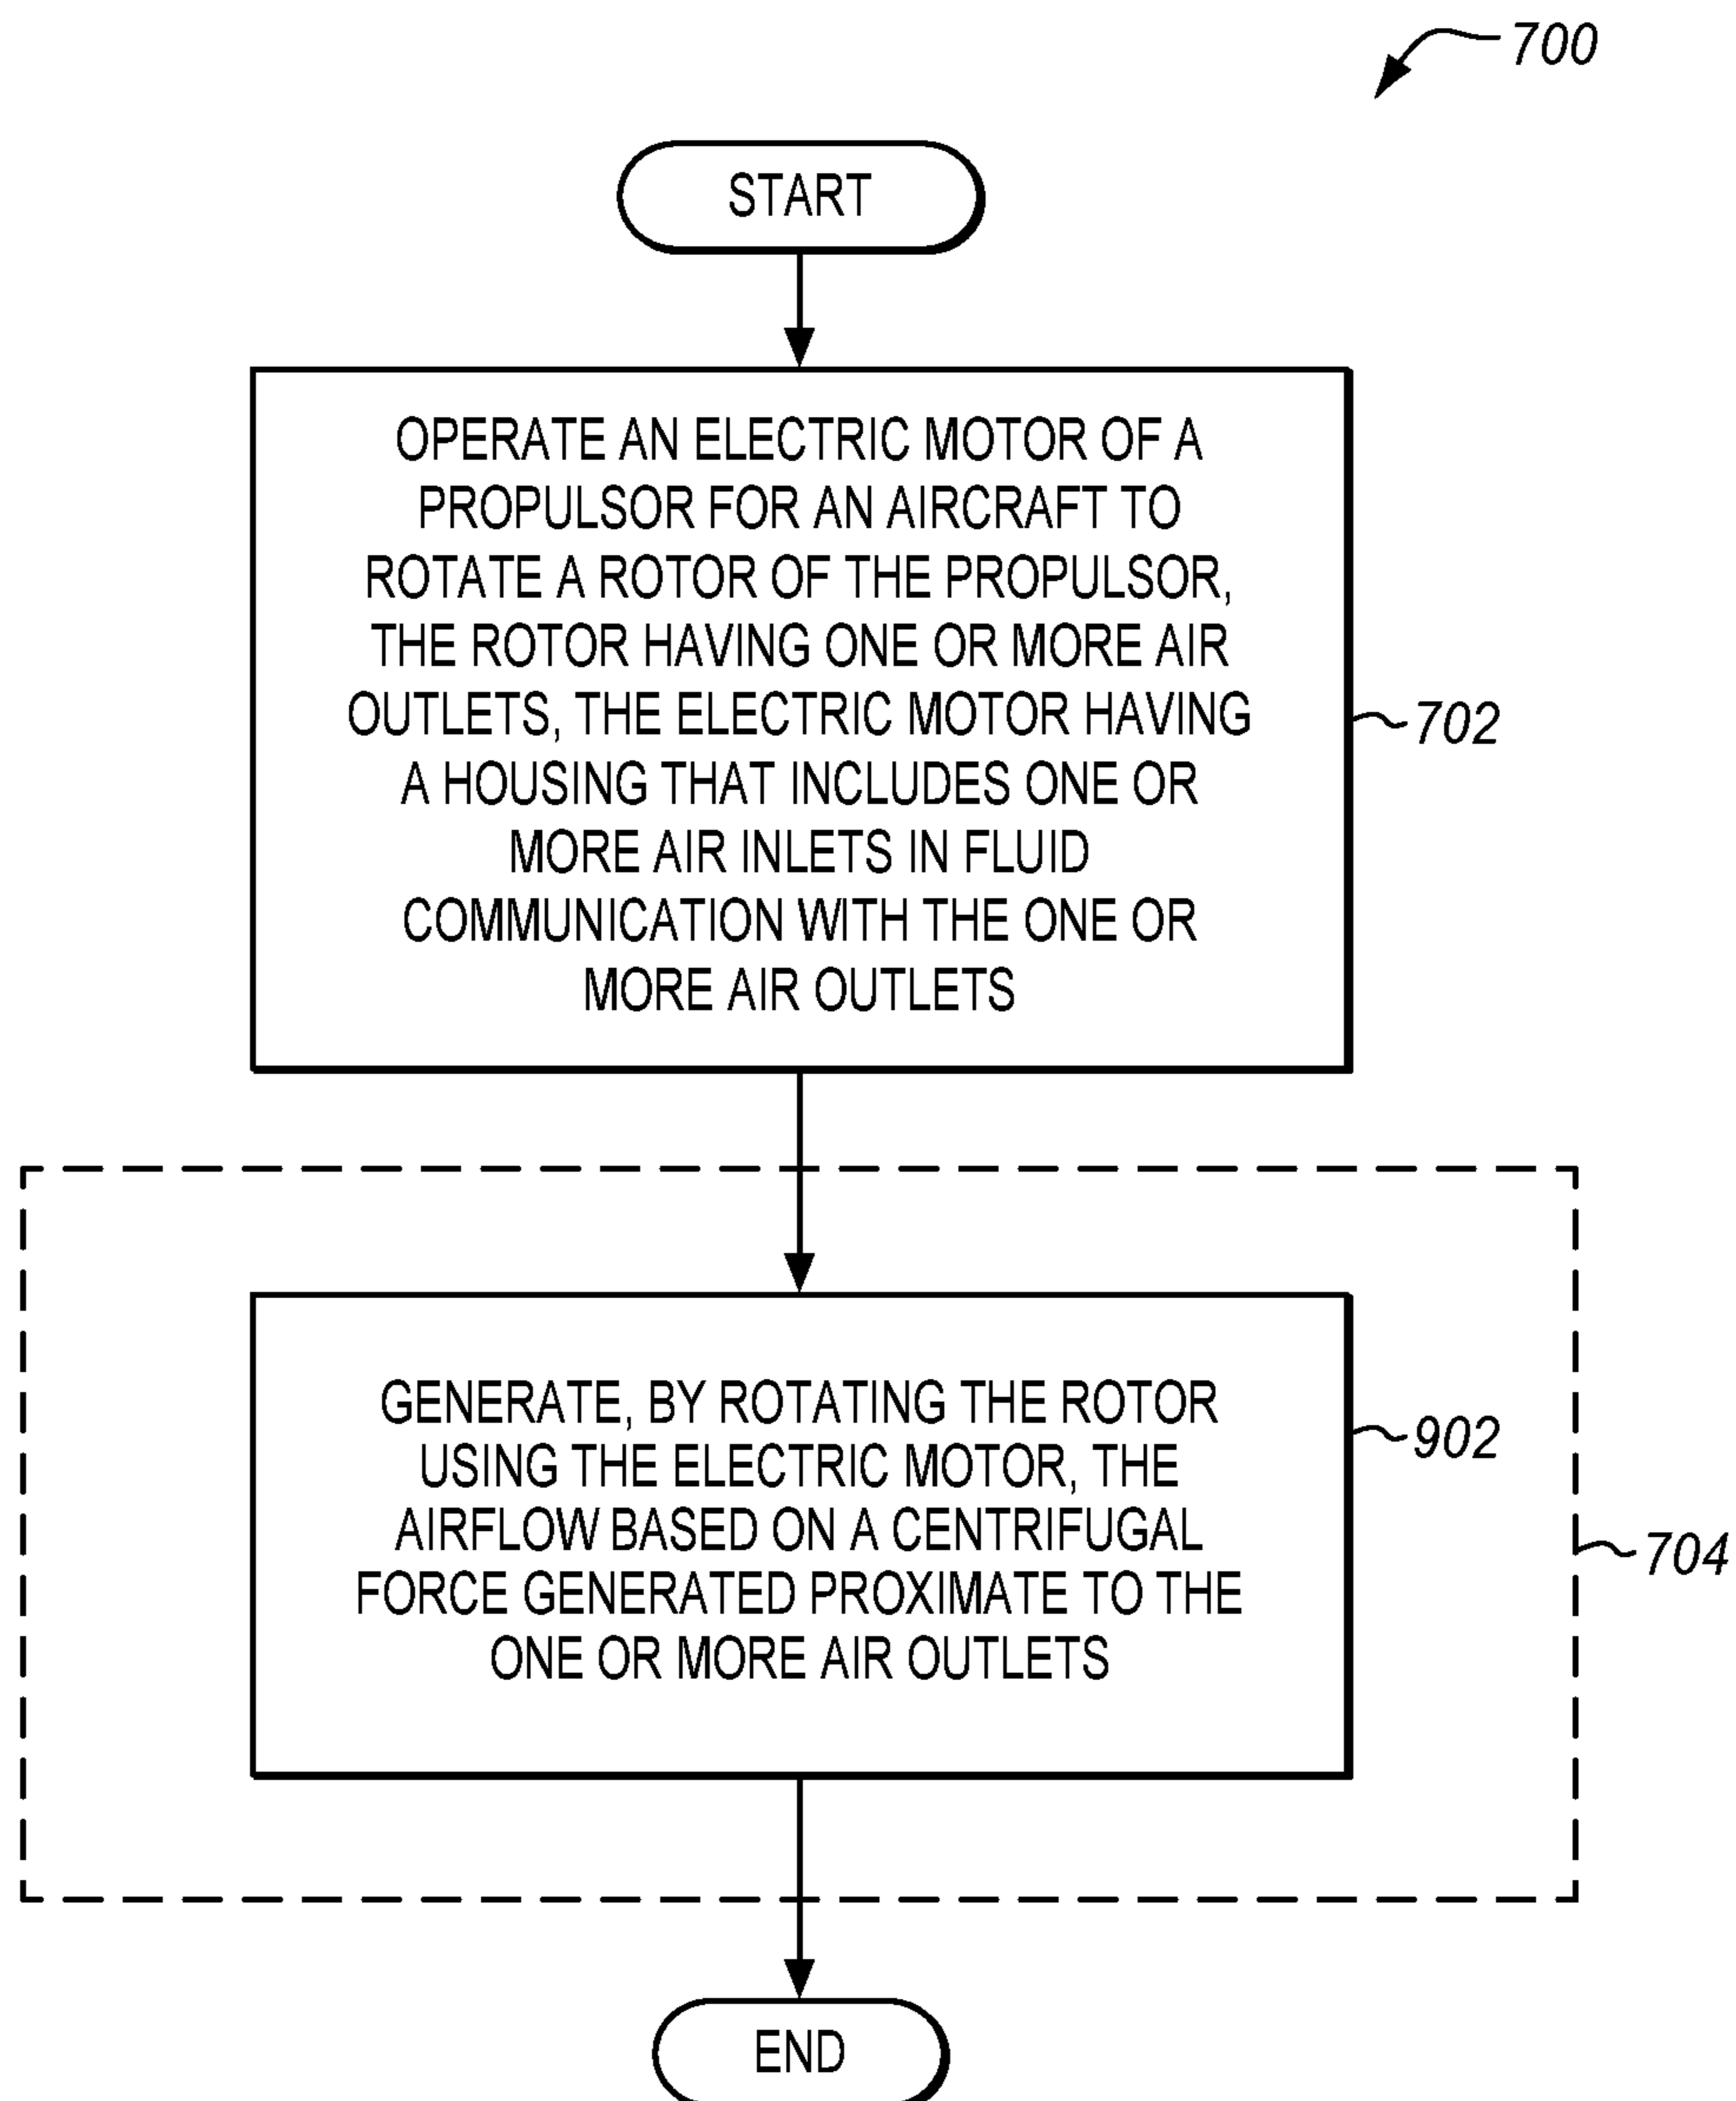 700
START
OPERATE AN ELECTRIC MOTOR OF A
PROPULSOR FOR AN AIRCRAFT TO
ROTATE A ROTOR OF THE PROPULSOR,
THE ROTOR HAVING ONE OR MORE AIR
OUTLETS, THE ELECTRIC MOTOR HAVING
A HOUSING THAT INCLUDES ONE OR
MORE AIR INLETS IN FLUID
COMMUNICATION WITH THE ONE OR
MORE AIR OUTLETS
702
GENERATE, BY ROTATING THE ROTOR
USING THE ELECTRIC MOTOR, THE
AIRFLOW BASED ON A CENTRIFUGAL
FORCE GENERATED PROXIMATE TO THE
ONE OR MORE AIR OUTLETS
902
704
END